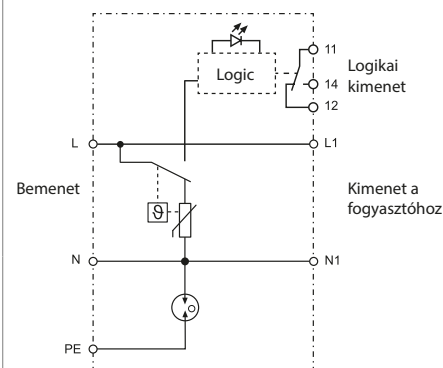 11
Logic
14
Logikai
kimenet
12
L
L1
Bemenet
Kimenet a
fogyasztóhoz
ϑ
N
N1
PE